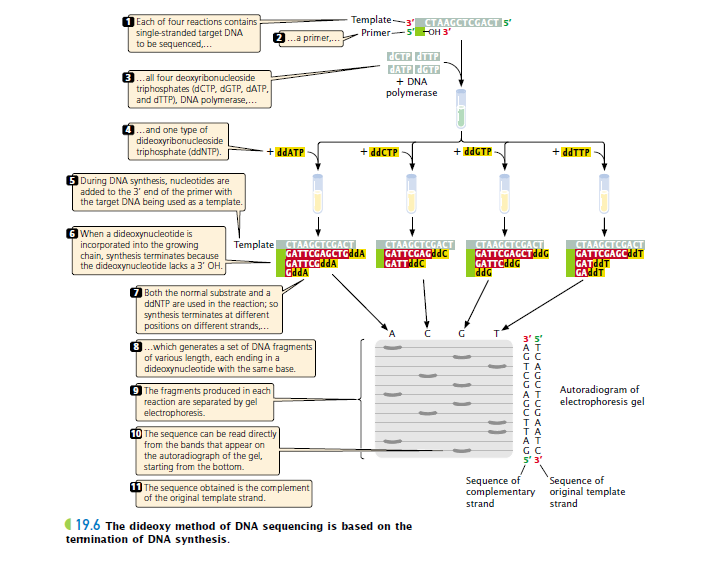 1 Each of four reactions contains
single-stranded target DNA
to be sequenced,…
Template 3’ CTAAGCTCGACT 5’
2 …a primer,…
Primer 5’ OH 3’
dCTP dTTP
dATP dGTP
+ DNA
polymerase
3 …all four deoxyribonucleoside
triphosphates (dCTP, dGTP, dATP,
and dTTP), DNA polymerase,…
4 …and one type of
dideoxyribonucleoside
triphosphate (ddNTP).
+ ddATP
+ ddCTP
+ ddGTP
+ ddTTP
5 During DNA synthesis, nucleotides are
added to the 3’ end of the primer with
the target DNA being used as a template.
6 When a dideoxynucleotide is
incorporated into the growing
chain, synthesis terminates because
the dideoxynucleotide lacks a 3’ OH.
Template
CTAAGCTCGACT
GATTCGAGCTGddA
GATTCGddA
GddA
CTAAGCTCGACT
GATTCGAGddC
GATTddC
CTAAGCTCGACT
GATTCGAGCTddG
GATTCddG
ddG
CTAAGCTCGACT
GATTCGAGCddT
GATddT
GAddT
7 Both the normal substrate and a
ddNTP are used in the reaction; so
synthesis terminates at different
positions on different strands,…
8 …which generates a set of DNA fragments
of various length, each ending in a
dideoxynucleotide with the same base.
9 The fragments produced in each
reaction are separated by gel
electrophoresis.
10 The sequence can be read directly
from the bands that appear on
the autoradiograph of the gel,
starting from the bottom.
11 The sequence obtained is the complement
of the original template strand.
A C G T
3’ 5’
A T
G C
T A
C G
G C
A T
G C
C G
T A
T A
A T
G C
5’ 3’
Autoradiogram of
electrophoresis gel
Sequence of
complementary
strand
Sequence of
original template
strand
19.6 The dideoxy method of DNA sequencing is based on the
termination of DNA synthesis.